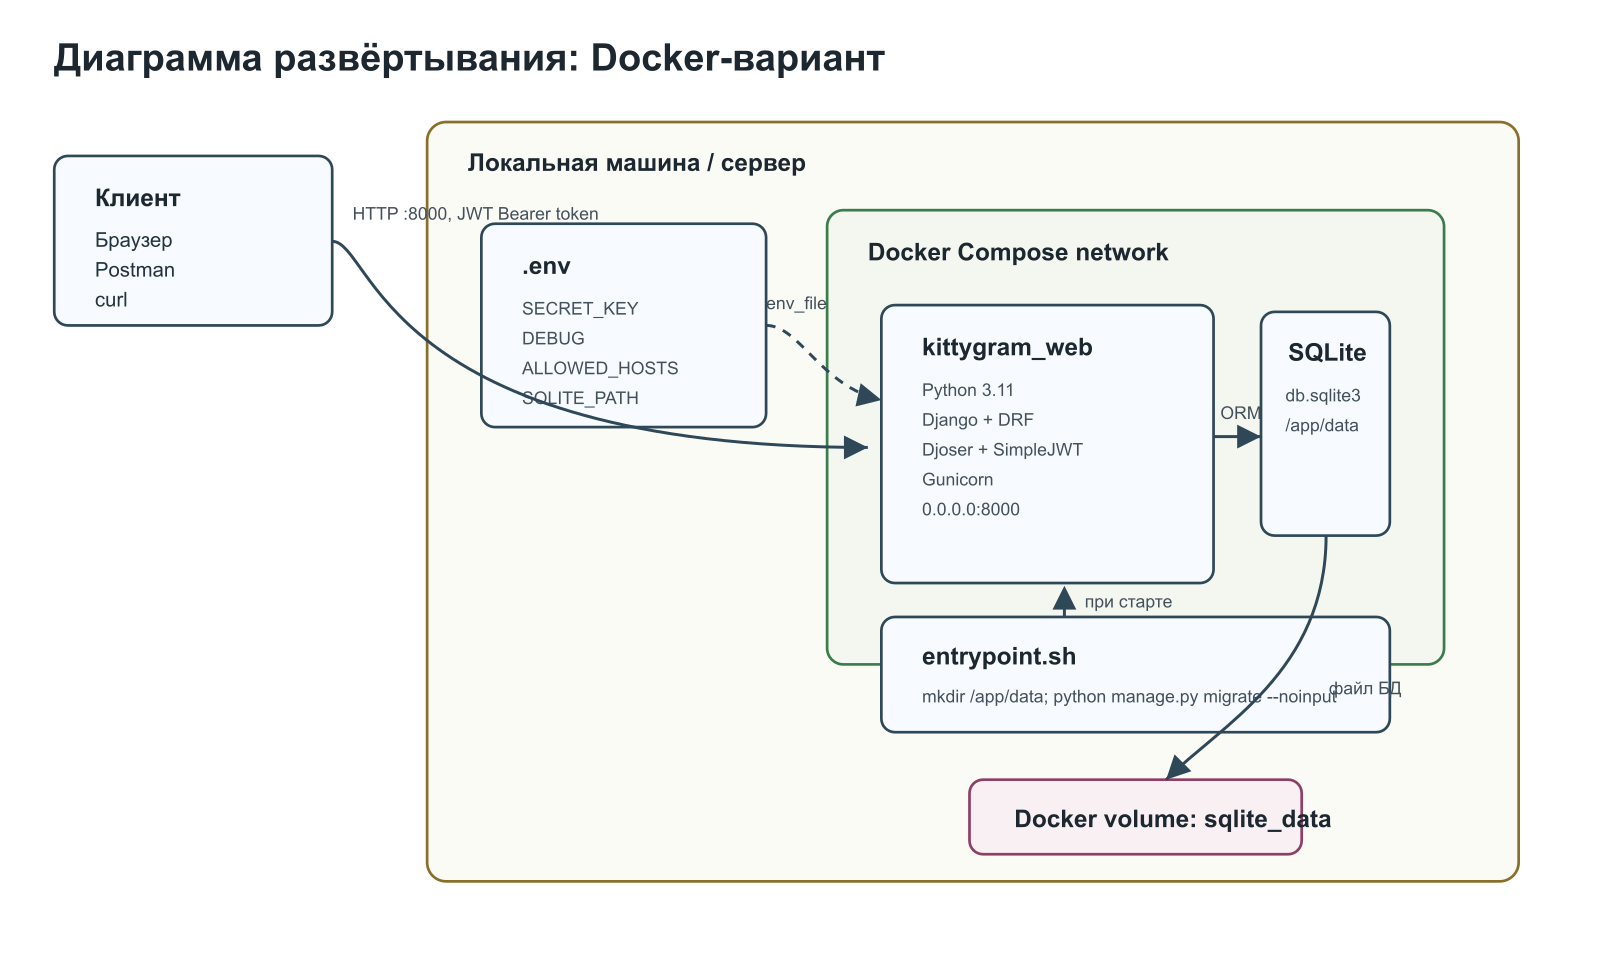 Диаграмма развёртывания: Docker-вариант
Локальная машина / сервер
Клиент
Браузер
Postman
curl
HTTP :8000, JWT Bearer token
.env
SECRET_KEY
DEBUG
ALLOWED_HOSTS
SQLITE_PATH
env_file
Docker Compose network
kittygram_web
Python 3.11
Django + DRF
Djoser + SimpleJWT
Gunicorn
0.0.0.0:8000
ORM
SQLite
db.sqlite3
/app/data
при старте
entrypoint.sh
mkdir /app/data; python manage.py migrate --noinput
файл БД
Docker volume: sqlite_data